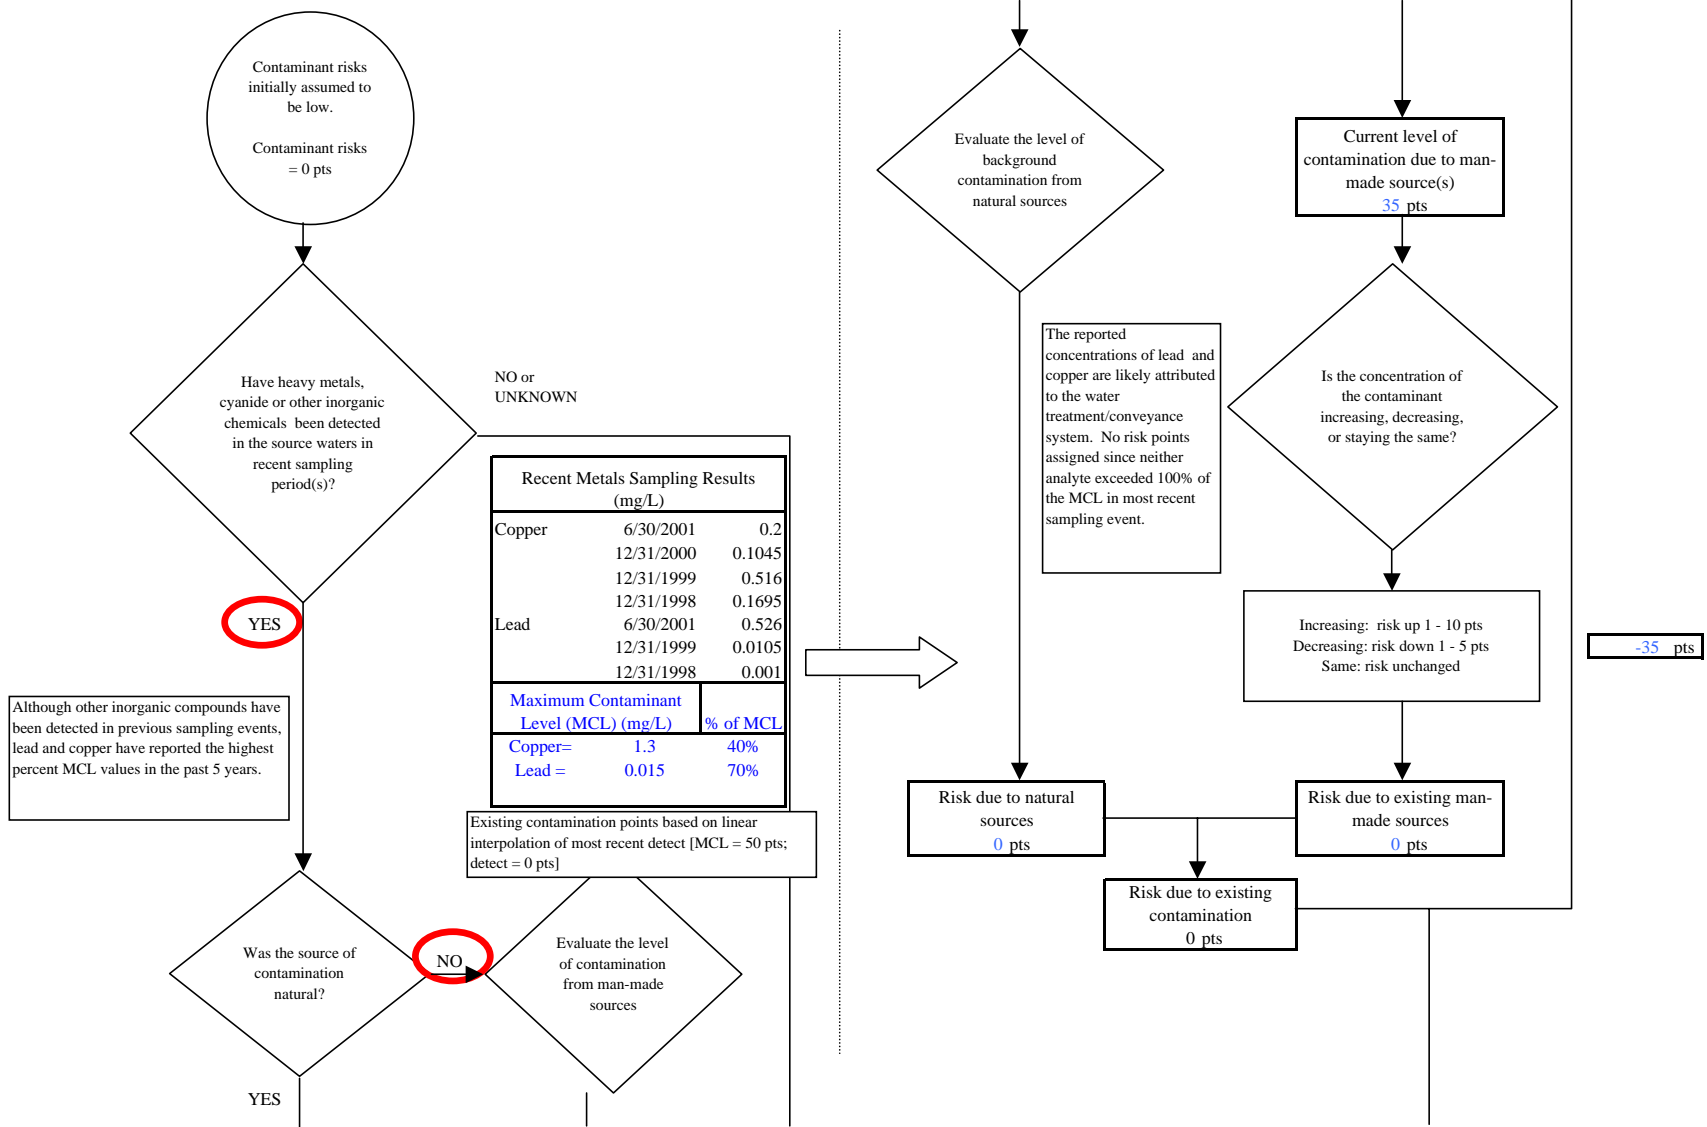 Contaminant risks
initially assumed to
be low.
Contaminant risks
= 0 pts
Have heavy metals,
cyanide or other inorganic
chemicals been detected
in the source waters in
recent sampling
period(s)?
NO or
UNKNOWN
YES
Although other inorganic compounds have
been detected in previous sampling events,
lead and copper have reported the highest
percent MCL values in the past 5 years.
Recent Metals Sampling Results
(mg/L)
Copper 6/30/2001 0.2
12/31/2000 0.1045
12/31/1999 0.516
12/31/1998 0.1695
Lead 6/30/2001 0.526
12/31/1999 0.0105
12/31/1998 0.001
Maximum Contaminant
Level (MCL) (mg/L) % of MCL
Copper= 1.3 40%
Lead = 0.015 70%
Existing contamination points based on linear
interpolation of most recent detect [MCL = 50 pts;
detect = 0 pts]
Was the source of
contamination
natural?
NO
Evaluate the level
of contamination
from man-made
sources
YES
Evaluate the level of
background
contamination from
natural sources
Current level of
contamination due to man-
made source(s)
35 pts
The reported
concentrations of lead and
copper are likely attributed
to the water
treatment/conveyance
system. No risk points
assigned since neither
analyte exceeded 100% of
the MCL in most recent
sampling event.
Is the concentration of
the contaminant
increasing, decreasing,
or staying the same?
Increasing: risk up 1 - 10 pts
Decreasing: risk down 1 - 5 pts
Same: risk unchanged
-35 pts
Risk due to natural
sources
0 pts
Risk due to existing man-
made sources
0 pts
Risk due to existing
contamination
0 pts